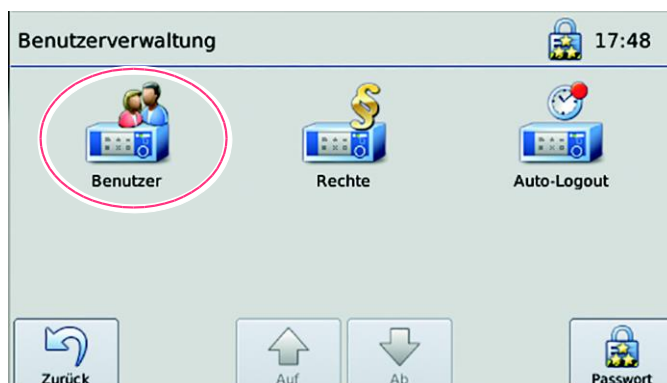 Benutzerverwaltung 17:48
Benutzer Rechte Auto-Logout
Zurück Auf Ab Passwort